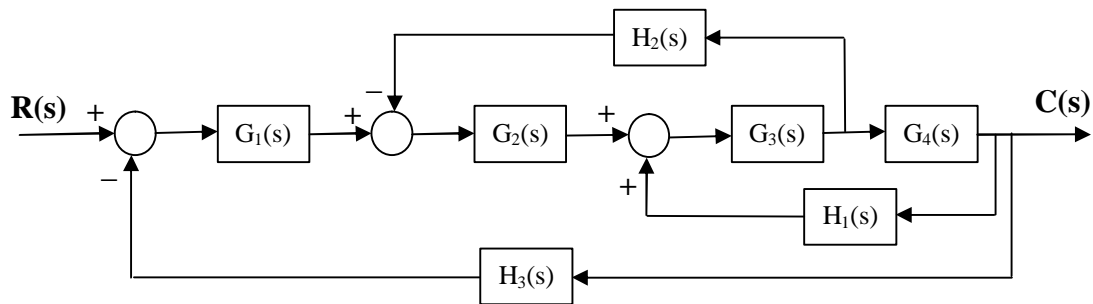 H₂(s)
–
R(s)
+
+
+
C(s)
G₁(s)
G₂(s)
G₃(s)
G₄(s)
–
+
H₁(s)
H₃(s)